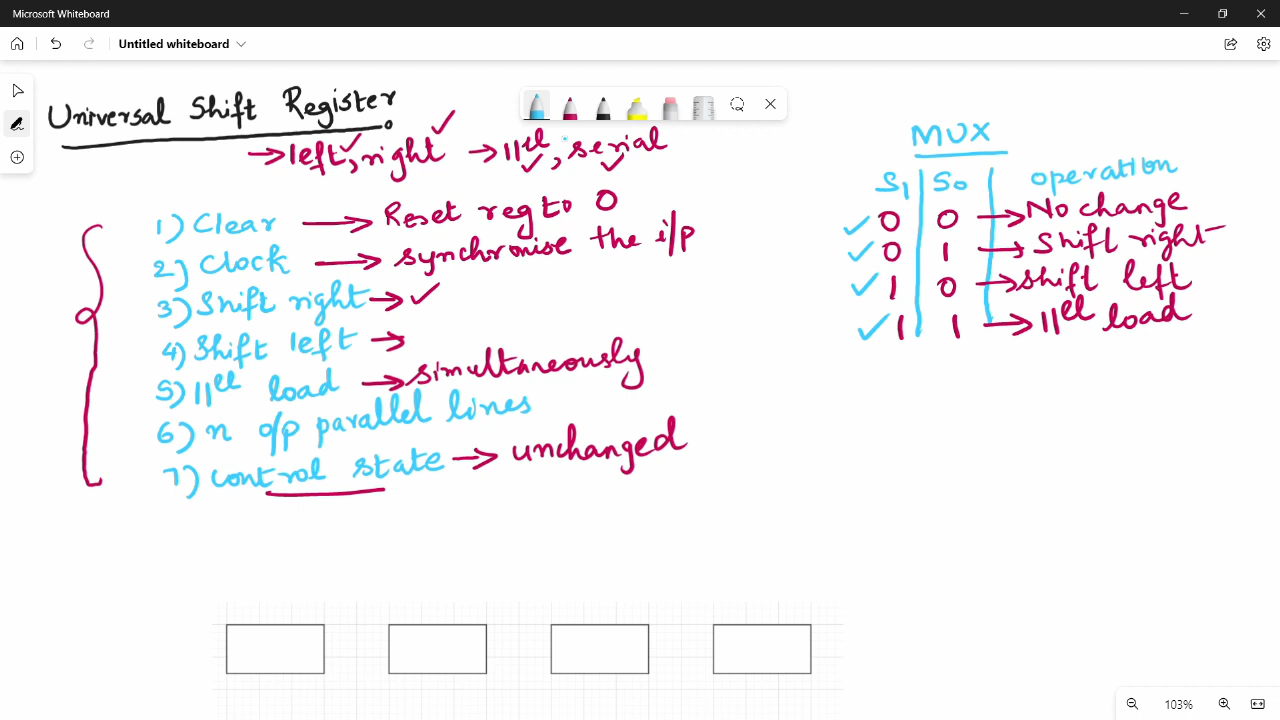 Microsoft Whiteboard
Untitled whiteboard
Universal Shift Register
→ left, right → 11el, serial
1) Clear → Reset reg to 0
2) Clock → synchronise the i/p
3) Shift right →
4) Shift left →
5) 11el load → simultaneously
6) n o/p parallel lines
7) control state → unchanged
MUX
S1 S0 operation
0 0 → No change
0 1 → Shift right
1 0 → shift left
1 1 → 11el load
103%